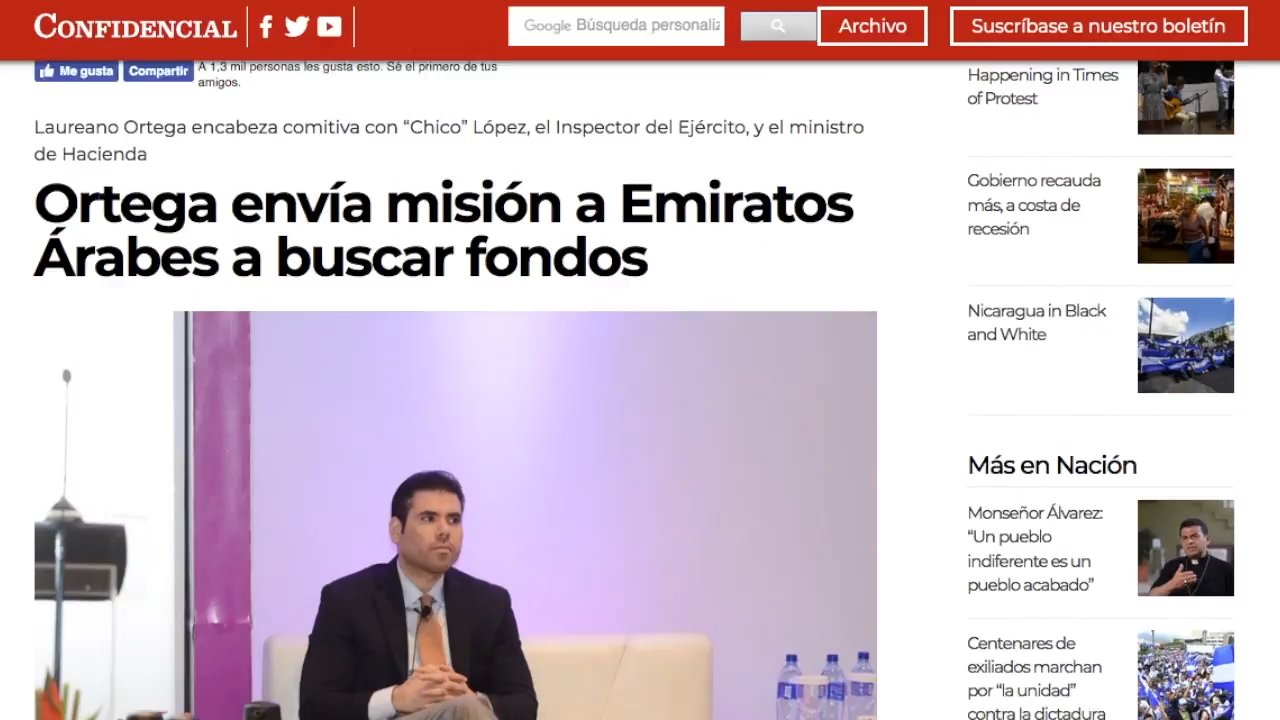 CONFIDENCIAL
Google Búsqueda personaliz
Archivo
Suscríbase a nuestro boletín
Me gusta
Compartir
A 1,3 mil personas les gusta esto. Sé el primero de tus
amigos.
Laureano Ortega encabeza comitiva con “Chico” López, el Inspector del Ejército, y el ministro
de Hacienda
Ortega envía misión a Emiratos
Árabes a buscar fondos
Happening in Times
of Protest
Gobierno recauda
más, a costa de
recesión
Nicaragua in Black
and White
Más en Nación
Monseñor Álvarez:
“Un pueblo
indiferente es un
pueblo acabado”
Centenares de
exiliados marchan
por “la unidad”
contra la dictadura